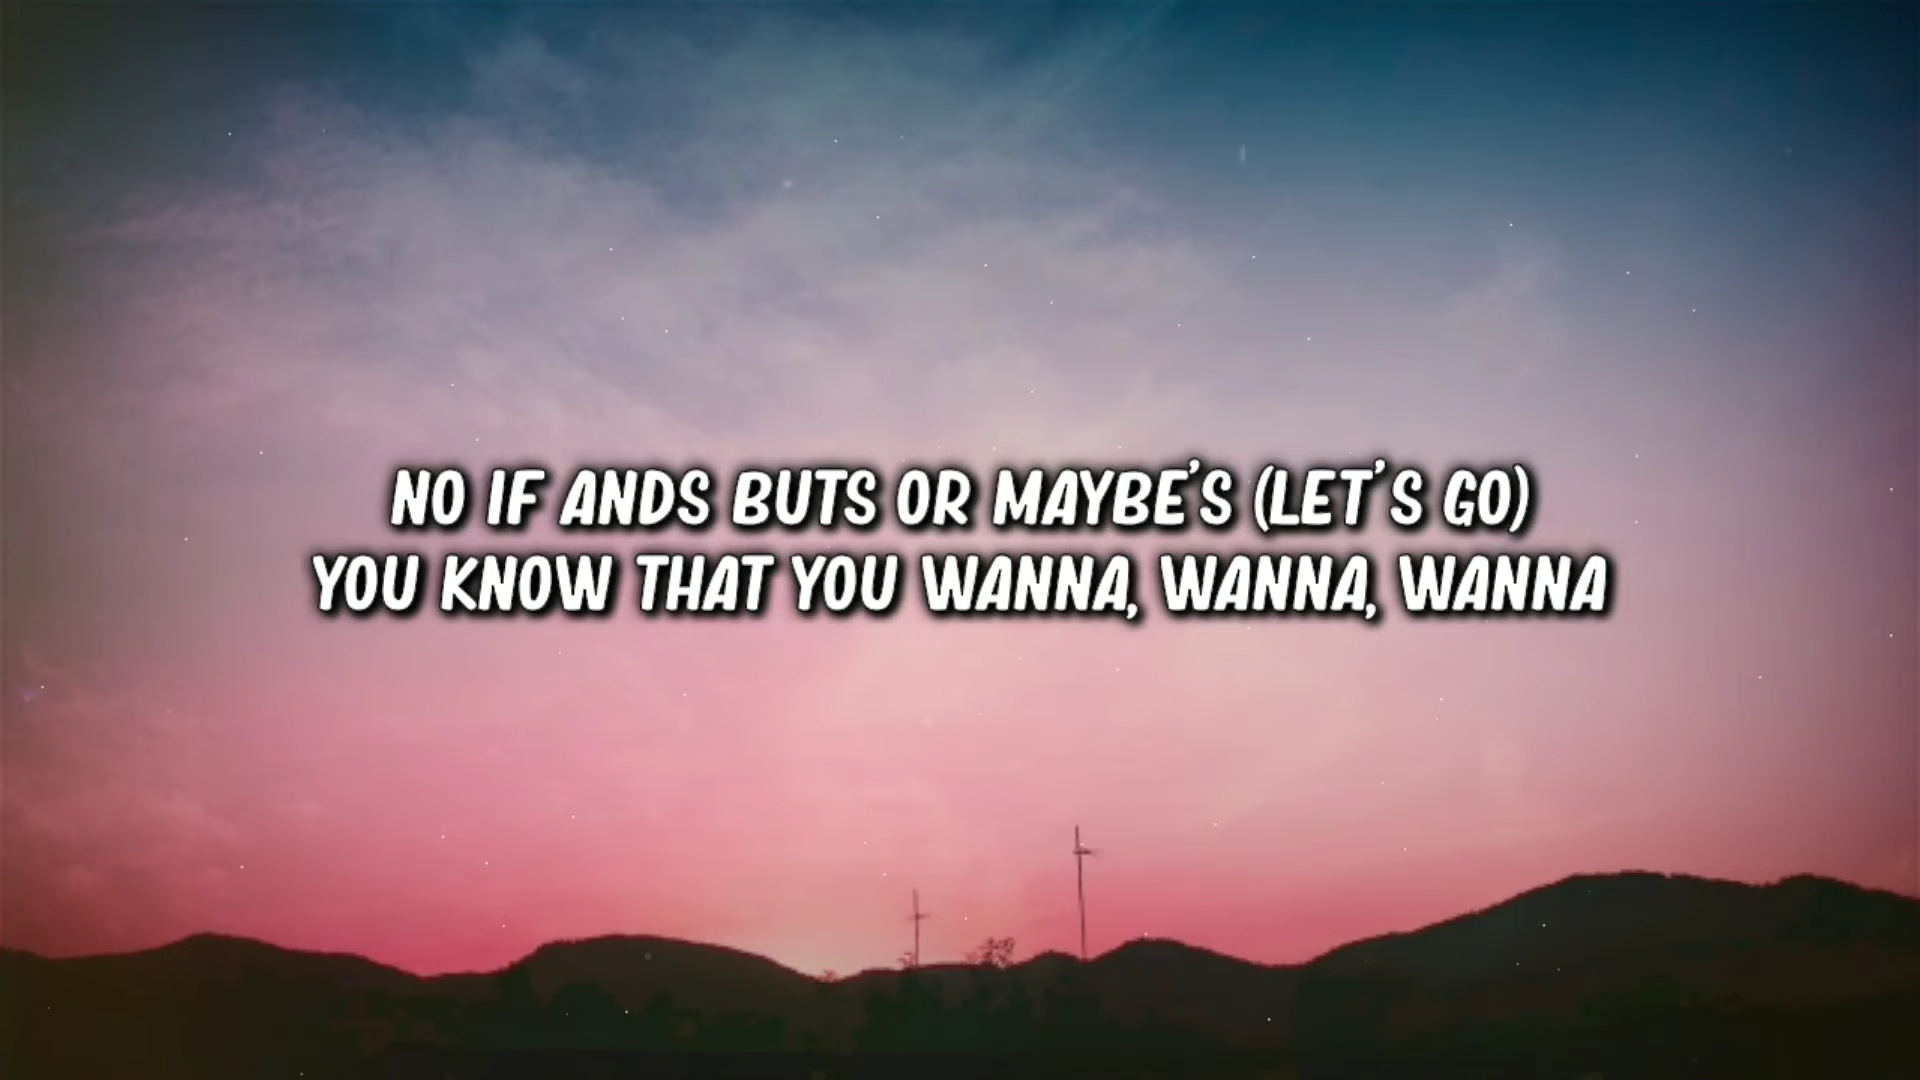 NO IF ANDS BUTS OR MAYBE'S (LET'S GO)
YOU KNOW THAT YOU WANNA, WANNA, WANNA